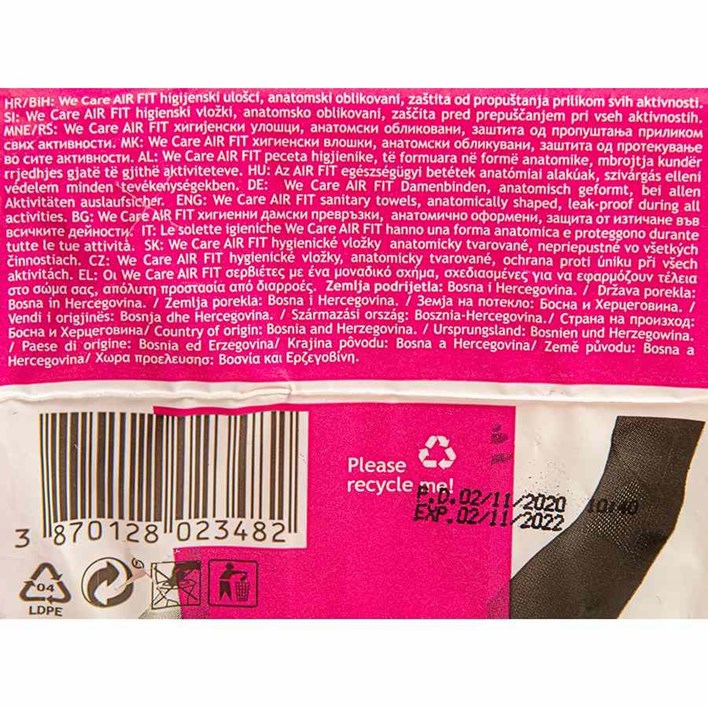 HR/BiH: We Care AIR FIT higijenski ulošci, anatomski oblikovani, zaštita od propuštanja prilikom svih aktivnosti.
SI: We Care AIR FIT higienski vložki, anatomsko oblikovani, zaščita pred prepuščanjem pri vseh aktivnostih.
MNE/RS: We Care AIR FIT хигијенски улошци, анатомски обликовани, заштита од пропуштања приликом
свих активности. MK: We Care AIR FIT хигиенски влошки, анатомски обликувани, заштита од протекување
во сите активности. AL: We Care AIR FIT peceta higjienike, të formuara në formë anatomike, mbrojtja kundër
rrjedhjes gjatë të gjithë aktiviteteve. HU: Az AIR FIT egészségügyi betétek anatómiai alakúak, szivárgás elleni
védelem minden tevékenységekben. DE: We Care AIR FIT Damenbinden, anatomisch geformt, bei allen
Aktivitäten auslaufsicher. ENG: We Care AIR FIT sanitary towels, anatomically shaped, leak-proof during all
activities. BG: We Care AIR FIT хигиенни дамски превръзки, анатомично оформени, защита от изтичане във
всичките дейности. IT: Le solette igieniche We Care AIR FIT hanno una forma anatomica e proteggono durante
tutte le tue attività. SK: We Care AIR FIT hygienické vložky anatomicky tvarované, nepriepustné vo všetkých
činnostiach. CZ: We Care AIR FIT hygienické vložky, anatomicky tvarované, ochrana proti úniku při všech
aktivitách. EL: Οι We Care AIR FIT σερβιέτες με ένα μοναδικό σχήμα, σχεδιασμένες για να εφαρμόζουν τέλεια
στο σώμα σας, απόλυτη προστασία από διαρροές. Zemlja podrijetla: Bosna i Hercegovina. / Država porekla:
Bosna in Hercegovina. / Zemlja porekla: Bosna i Hercegovina. / Земја на потекло: Босна и Херцеговина. /
Vendi i origjinës: Bosnja dhe Hercegovina. / Származási ország: Bosznia-Hercegovina./ Страна на произход:
Босна и Херцеговина/ Country of origin: Bosnia and Herzegovina. / Ursprungsland: Bosnien und Herzegowina.
/ Paese di origine: Bosnia ed Erzegovina/ Krajina pôvodu: Bosna a Hercegovina/ Země původu: Bosna a
Hercegovina/ Χώρα προελευσησ: Βοσνία και Ερζεγοβίνη.
Please
recycle me!
P.D.02/11/2020 10:40
EXP.02/11/2022
3 870128 023482
04
LDPE